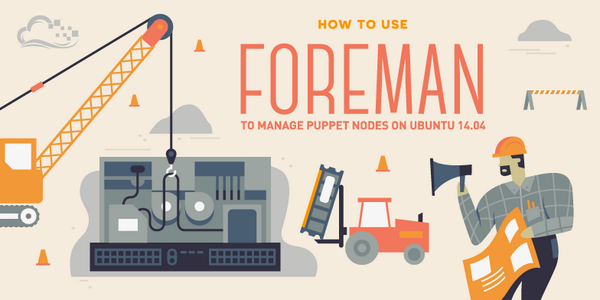 HOW TO USE
FOREMAN
TO MANAGE PUPPET NODES ON UBUNTU 14.04